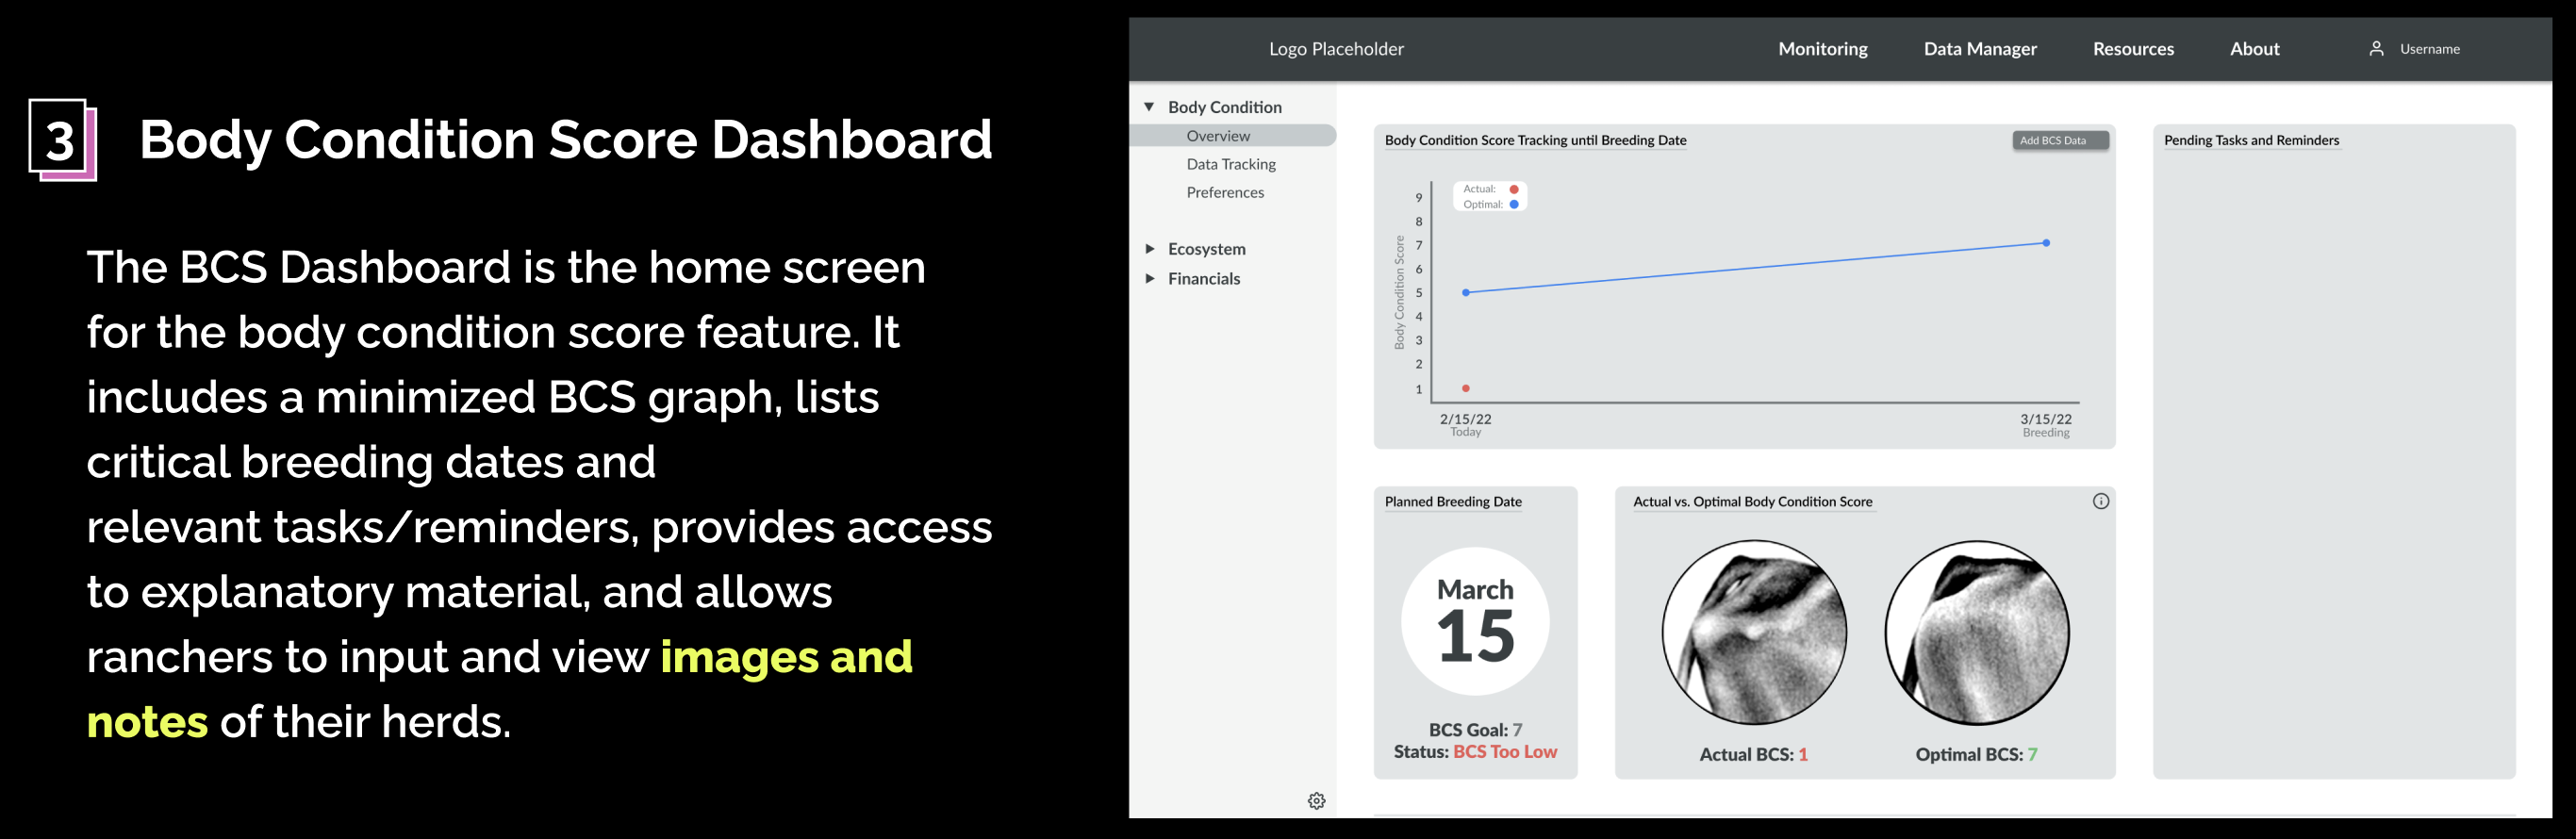 3
Body Condition Score Dashboard
The BCS Dashboard is the home screen
for the body condition score feature. It
includes a minimized BCS graph, lists
critical breeding dates and
relevant tasks/reminders, provides access
to explanatory material, and allows
ranchers to input and view images and
notes of their herds.
Logo Placeholder
Monitoring
Data Manager
Resources
About
Username
Body Condition
Overview
Data Tracking
Preferences
Ecosystem
Financials
Body Condition Score Tracking until Breeding Date
Add BCS Data
Actual:
Optimal:
Body Condition Score
9
8
7
6
5
4
3
2
1
2/15/22
Today
3/15/22
Breeding
Pending Tasks and Reminders
Planned Breeding Date
March
15
BCS Goal: 7
Status: BCS Too Low
Actual vs. Optimal Body Condition Score
Actual BCS: 1
Optimal BCS: 7